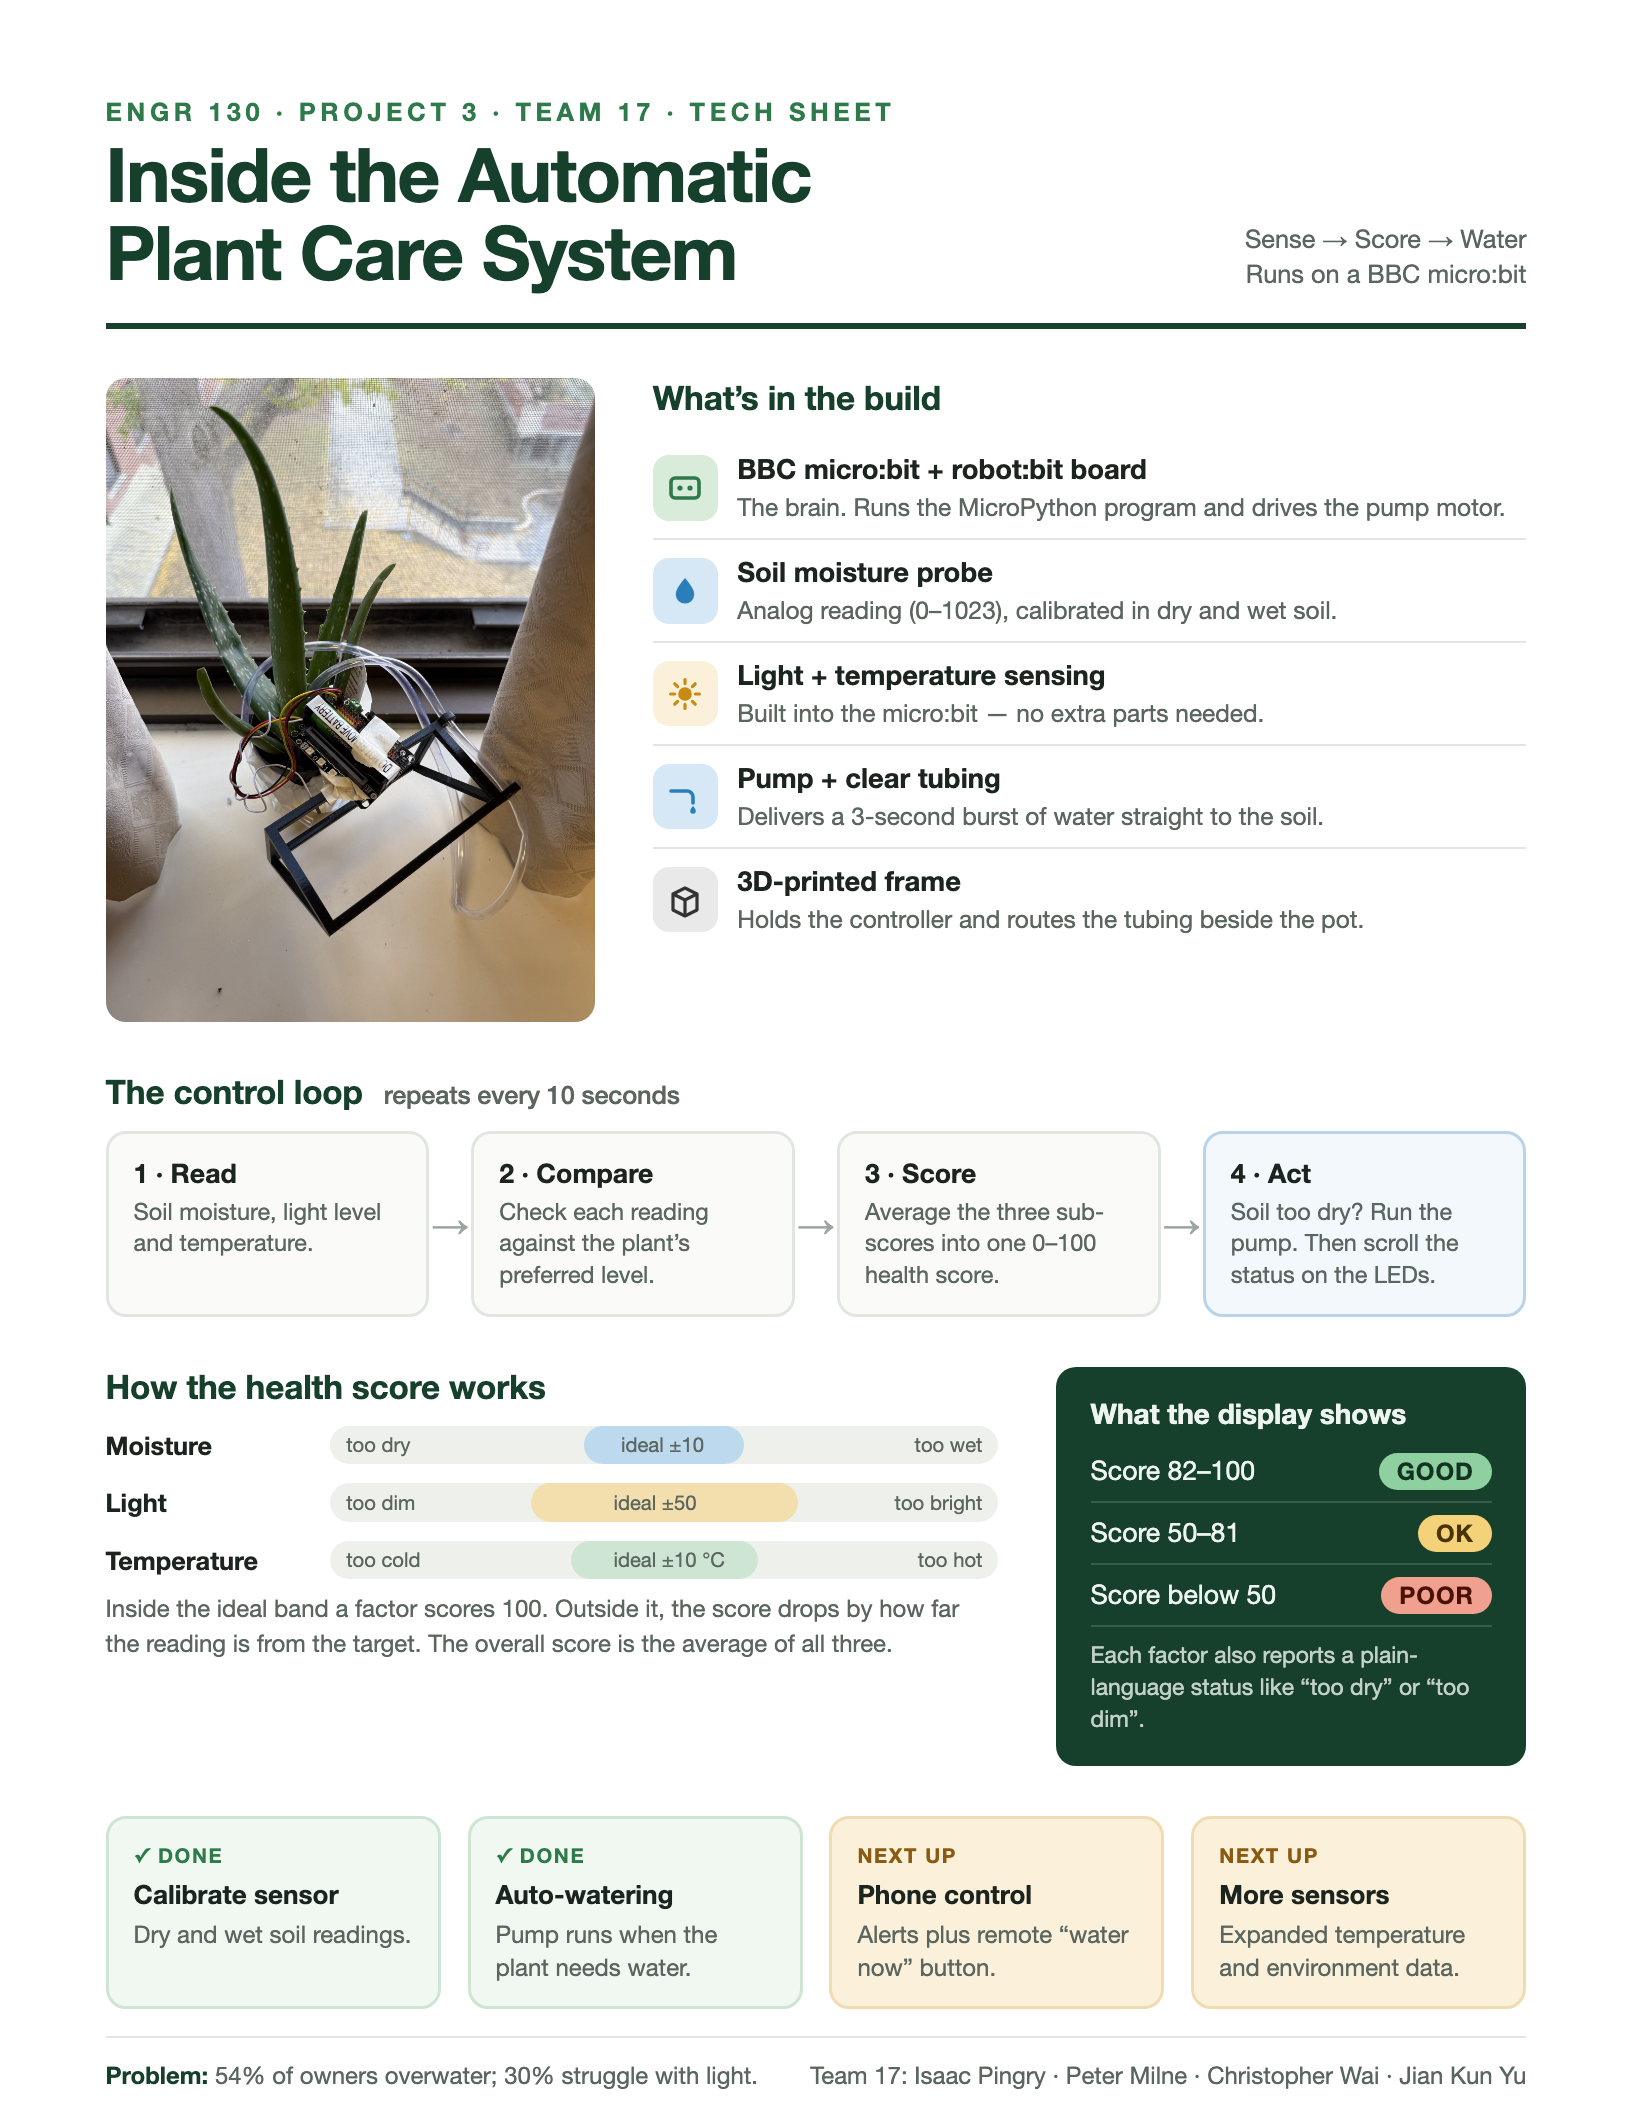 ENGR 130 · PROJECT 3 · TEAM 17 · TECH SHEET
Inside the Automatic
Plant Care System
Sense → Score → Water
Runs on a BBC micro:bit
What’s in the build
BBC micro:bit + robot:bit board
The brain. Runs the MicroPython program and drives the pump motor.
Soil moisture probe
Analog reading (0–1023), calibrated in dry and wet soil.
Light + temperature sensing
Built into the micro:bit — no extra parts needed.
Pump + clear tubing
Delivers a 3-second burst of water straight to the soil.
3D-printed frame
Holds the controller and routes the tubing beside the pot.
The control loop repeats every 10 seconds
1 · Read
Soil moisture, light level
and temperature.
→
2 · Compare
Check each reading
against the plant’s
preferred level.
→
3 · Score
Average the three sub-
scores into one 0–100
health score.
→
4 · Act
Soil too dry? Run the
pump. Then scroll the
status on the LEDs.
How the health score works
Moisture too dry ideal ±10 too wet
Light too dim ideal ±50 too bright
Temperature too cold ideal ±10 °C too hot
Inside the ideal band a factor scores 100. Outside it, the score drops by how far
the reading is from the target. The overall score is the average of all three.
What the display shows
Score 82–100 GOOD
Score 50–81 OK
Score below 50 POOR
Each factor also reports a plain-
language status like “too dry” or “too
dim”.
✓ DONE
Calibrate sensor
Dry and wet soil readings.
✓ DONE
Auto-watering
Pump runs when the
plant needs water.
NEXT UP
Phone control
Alerts plus remote “water
now” button.
NEXT UP
More sensors
Expanded temperature
and environment data.
Problem: 54% of owners overwater; 30% struggle with light.
Team 17: Isaac Pingry · Peter Milne · Christopher Wai · Jian Kun Yu